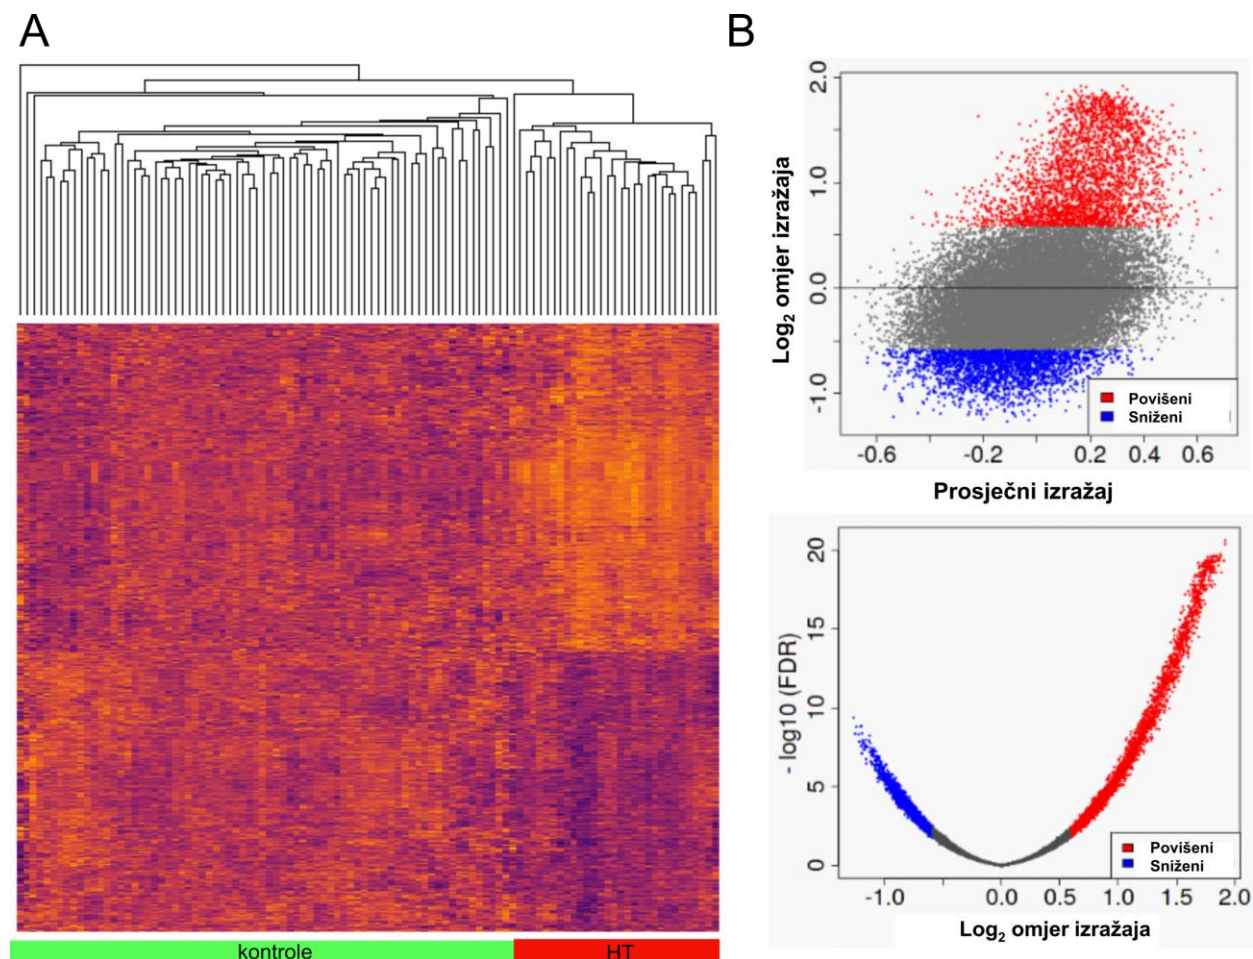 A
B
2.0
1.0
0.0
-1.0
Log2 omjer izražaja
Povišeni
Sniženi
-0.6
-0.2
0.2
0.4
0.6
Prosječni izražaj
20
15
10
5
0
- log10 (FDR)
Povišeni
Sniženi
-1.0
0.0
0.5
1.0
1.5
2.0
Log2 omjer izražaja
kontrole
HT